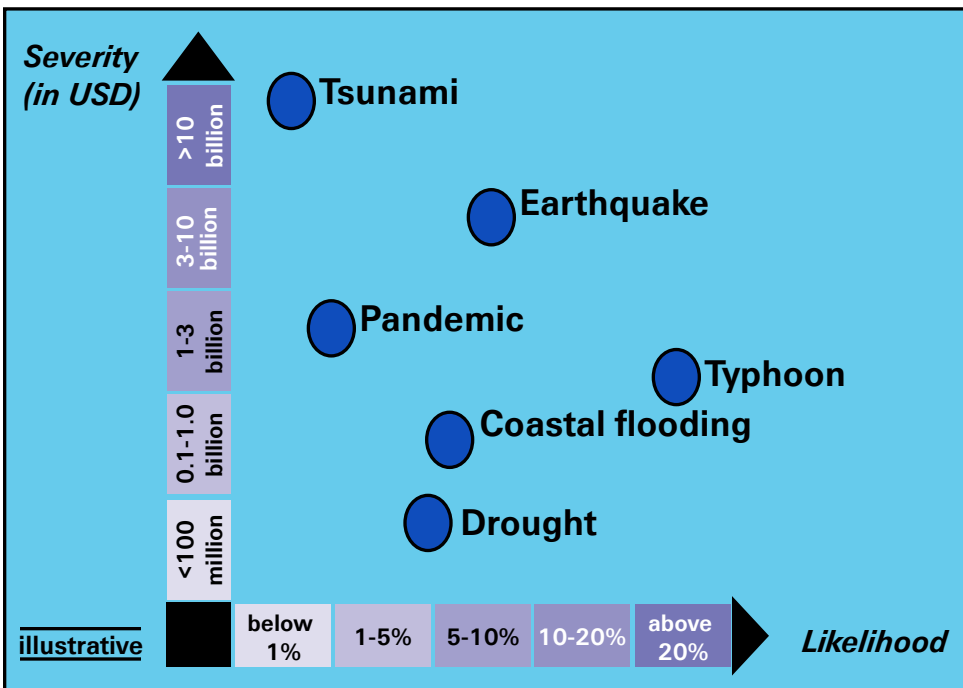 Severity
(in USD)
Tsunami
>10
billion
Earthquake
3-10
billion
Pandemic
1-3
billion
Typhoon
Coastal flooding
0.1-1.0
billion
Drought
<100
million
illustrative
below
1%
1-5%
5-10%
10-20%
above
20%
Likelihood